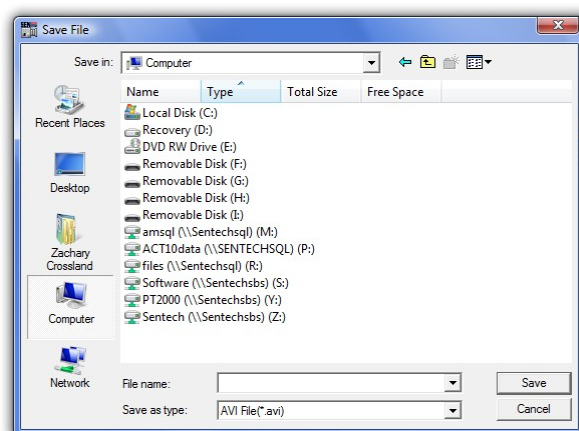 Save File
Save in:
Computer
Name Type Total Size Free Space
Local Disk (C:)
Recovery (D:)
DVD RW Drive (E:)
Removable Disk (F:)
Removable Disk (G:)
Removable Disk (H:)
Removable Disk (I:)
amsql (\\Sentechsql) (M:)
ACT10data (\\SENTECHSQL) (P:)
files (\\Sentechsql) (R:)
Software (\\Sentechsbs) (S:)
PT2000 (\\Sentechsbs) (Y:)
Sentech (\\Sentechsbs) (Z:)
Recent Places
Desktop
Zachary
Crossland
Computer
Network
File name:
Save
Save as type:
AVI File(*.avi)
Cancel